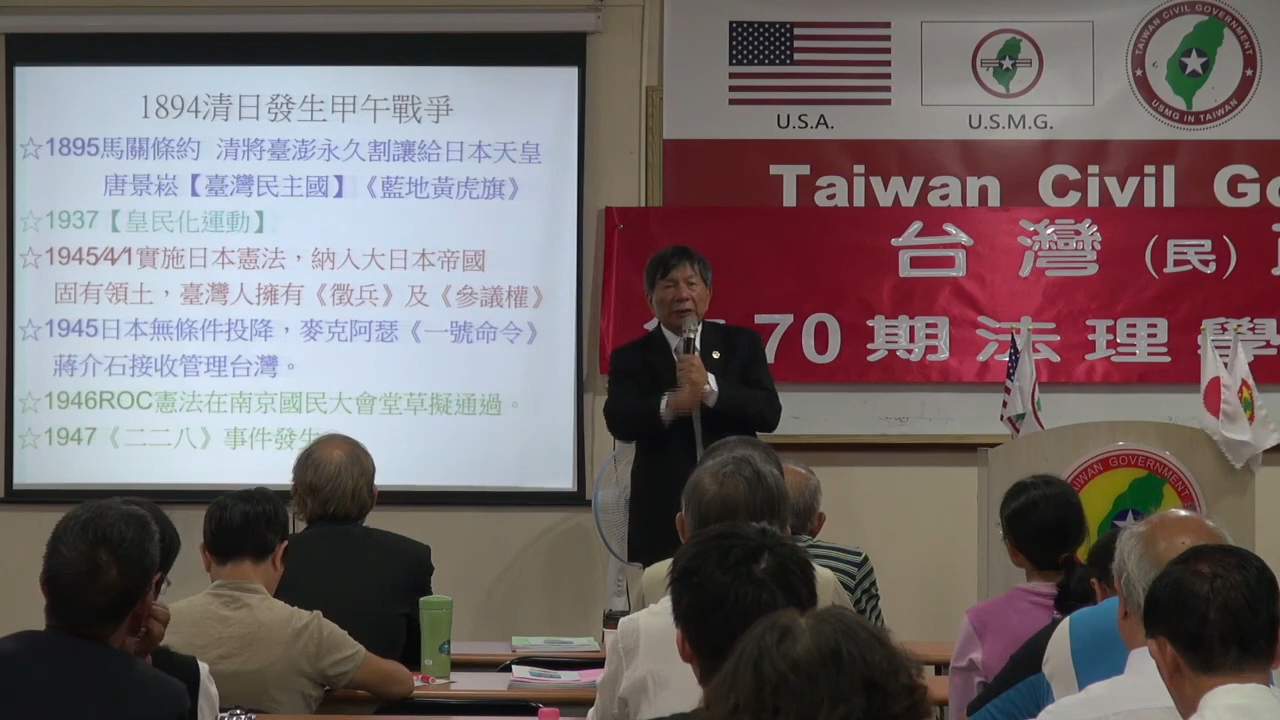 1894清日發生甲午戰爭
☆1895馬關條約 清將臺澎永久割讓給日本天皇
唐景崧【臺灣民主國】《藍地黃虎旗》
☆1937【皇民化運動】
☆1945/4/1實施日本憲法，納入大日本帝國
固有領土，臺灣人擁有《徵兵》及《參議權》
☆1945日本無條件投降，麥克阿瑟《一號命令》
蔣介石接收管理台灣。
☆1946ROC憲法在南京國民大會堂草擬通過。
☆1947《二二八》事件發生
U.S.A.
U.S.M.G.
TAIWAN CIVIL GOVERNMENT
USMG IN TAIWAN
Taiwan Civil Go
台灣(民)
70期法理學
TAIWAN GOVERNMENT